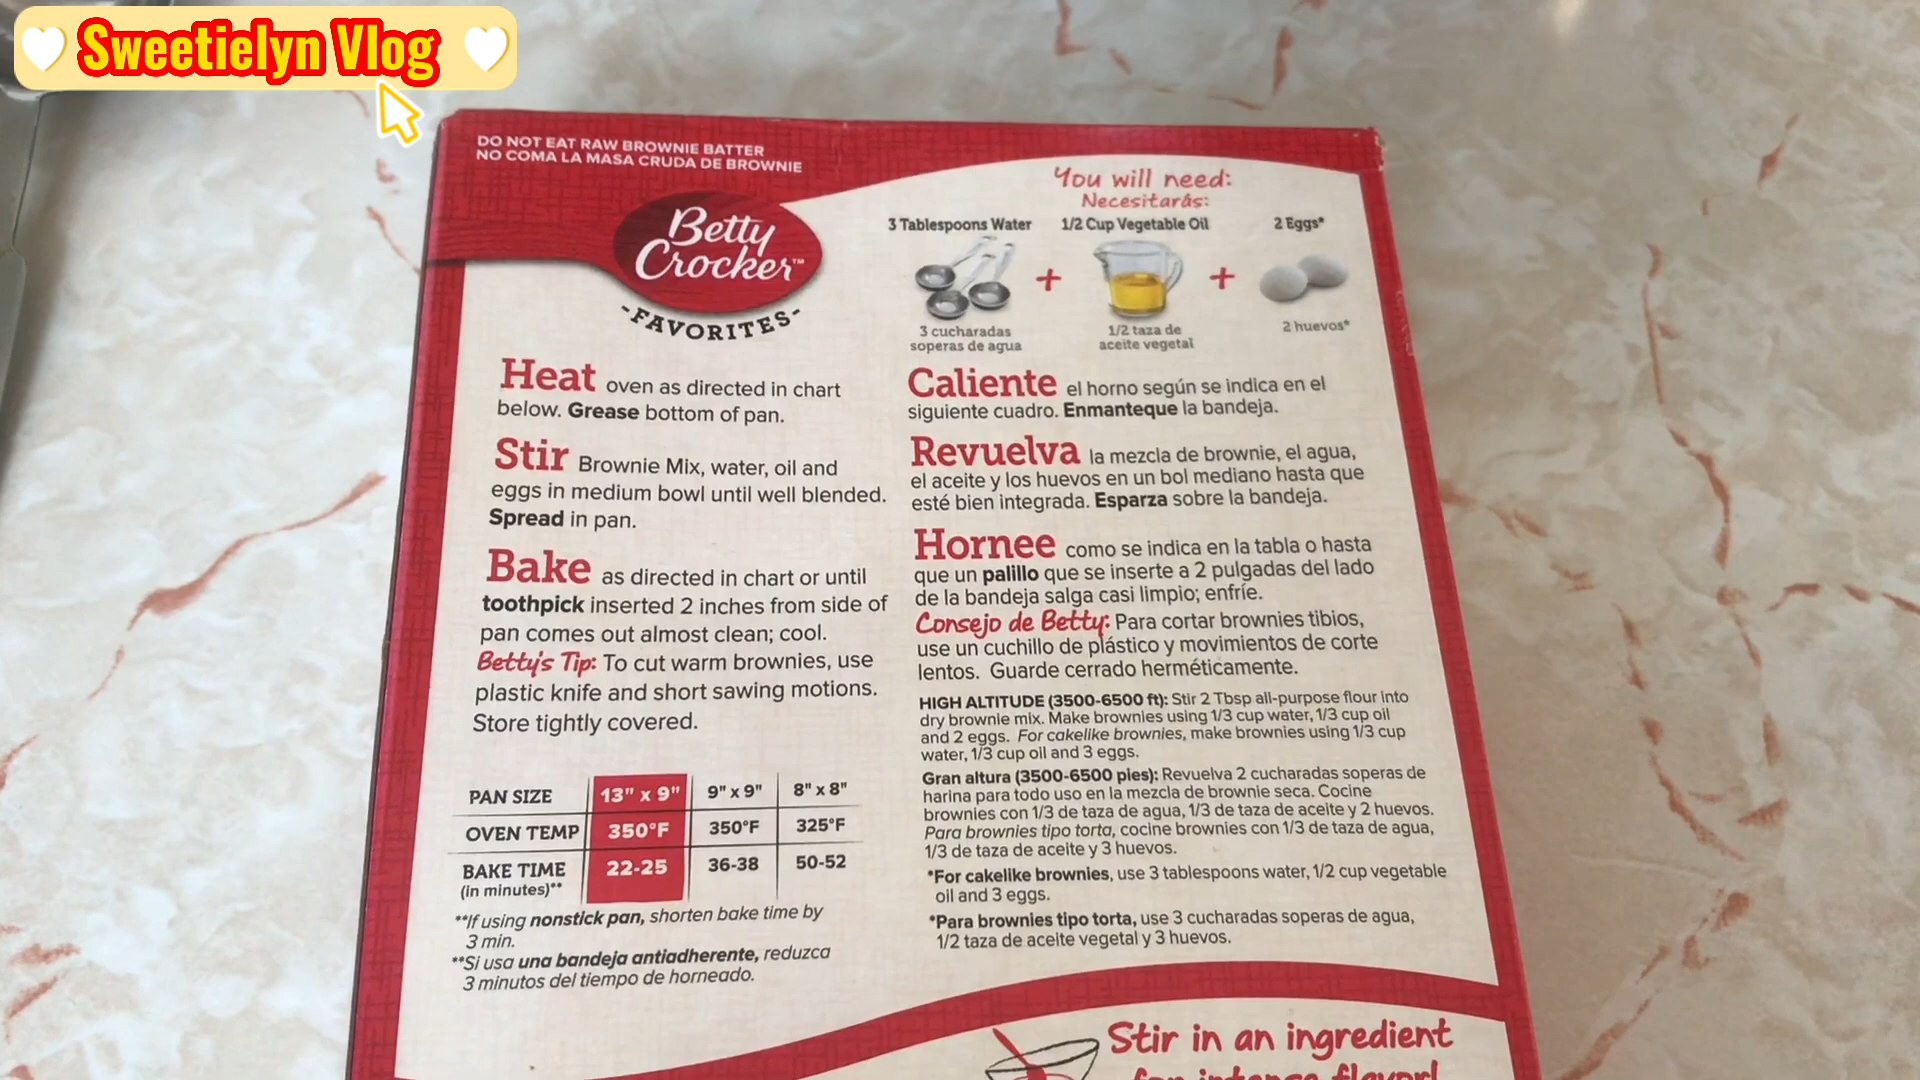 Sweetielyn Vlog
DO NOT EAT RAW BROWNIE BATTER
NO COMA LA MASA CRUDA DE BROWNIE
Betty
Crocker™
-FAVORITES-
You will need:
Necesitarás:
3 Tablespoons Water
1/2 Cup Vegetable Oil
2 Eggs*
+
+
3 cucharadas
soperas de agua
1/2 taza de
aceite vegetal
2 huevos*
Heat oven as directed in chart
below. Grease bottom of pan.
Stir Brownie Mix, water, oil and
eggs in medium bowl until well blended.
Spread in pan.
Bake as directed in chart or until
toothpick inserted 2 inches from side of
pan comes out almost clean; cool.
Betty's Tip: To cut warm brownies, use
plastic knife and short sawing motions.
Store tightly covered.
PAN SIZE 13" x 9" 9" x 9" 8" x 8"
OVEN TEMP 350°F 350°F 325°F
BAKE TIME 22-25 36-38 50-52
(in minutes)**
**If using nonstick pan, shorten bake time by
3 min.
**Si usa una bandeja antiadherente, reduzca
3 minutos del tiempo de horneado.
Caliente el horno según se indica en el
siguiente cuadro. Enmanteque la bandeja.
Revuelva la mezcla de brownie, el agua,
el aceite y los huevos en un bol mediano hasta que
esté bien integrada. Esparza sobre la bandeja.
Hornee como se indica en la tabla o hasta
que un palillo que se inserte a 2 pulgadas del lado
de la bandeja salga casi limpio; enfríe.
Consejo de Betty: Para cortar brownies tibios,
use un cuchillo de plástico y movimientos de corte
lentos. Guarde cerrado herméticamente.
HIGH ALTITUDE (3500-6500 ft): Stir 2 Tbsp all-purpose flour into
dry brownie mix. Make brownies using 1/3 cup water, 1/3 cup oil
and 2 eggs. For cakelike brownies, make brownies using 1/3 cup
water, 1/3 cup oil and 3 eggs.
Gran altura (3500-6500 pies): Revuelva 2 cucharadas soperas de
harina para todo uso en la mezcla de brownie seca. Cocine
brownies con 1/3 de taza de agua, 1/3 de taza de aceite y 2 huevos.
Para brownies tipo torta, cocine brownies con 1/3 de taza de agua,
1/3 de taza de aceite y 3 huevos.
*For cakelike brownies, use 3 tablespoons water, 1/2 cup vegetable
oil and 3 eggs.
*Para brownies tipo torta, use 3 cucharadas soperas de agua,
1/2 taza de aceite vegetal y 3 huevos.
Stir in an ingredient
for intense flavor!